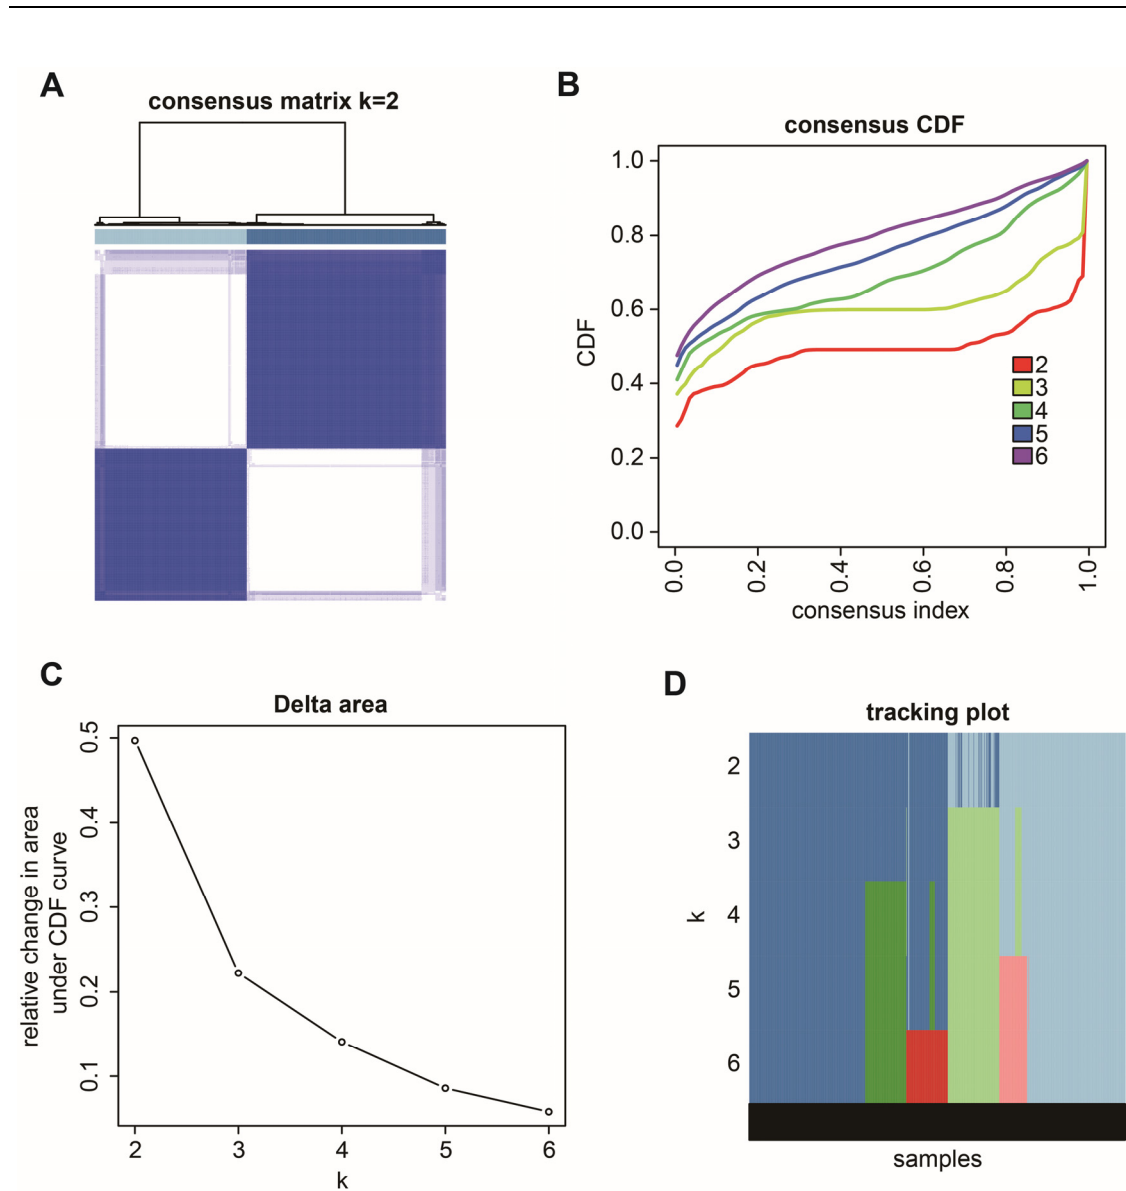 A
consensus matrix k=2
B
consensus CDF
1.0
0.8
0.6
0.4
0.2
0.0
CDF
2
3
4
5
6
0.0
0.2
0.4
0.6
0.8
1.0
consensus index
C
Delta area
relative change in area
under CDF curve
0.5
0.4
0.3
0.2
0.1
2
3
4
5
6
k
D
tracking plot
2
3
4
5
6
k
samples